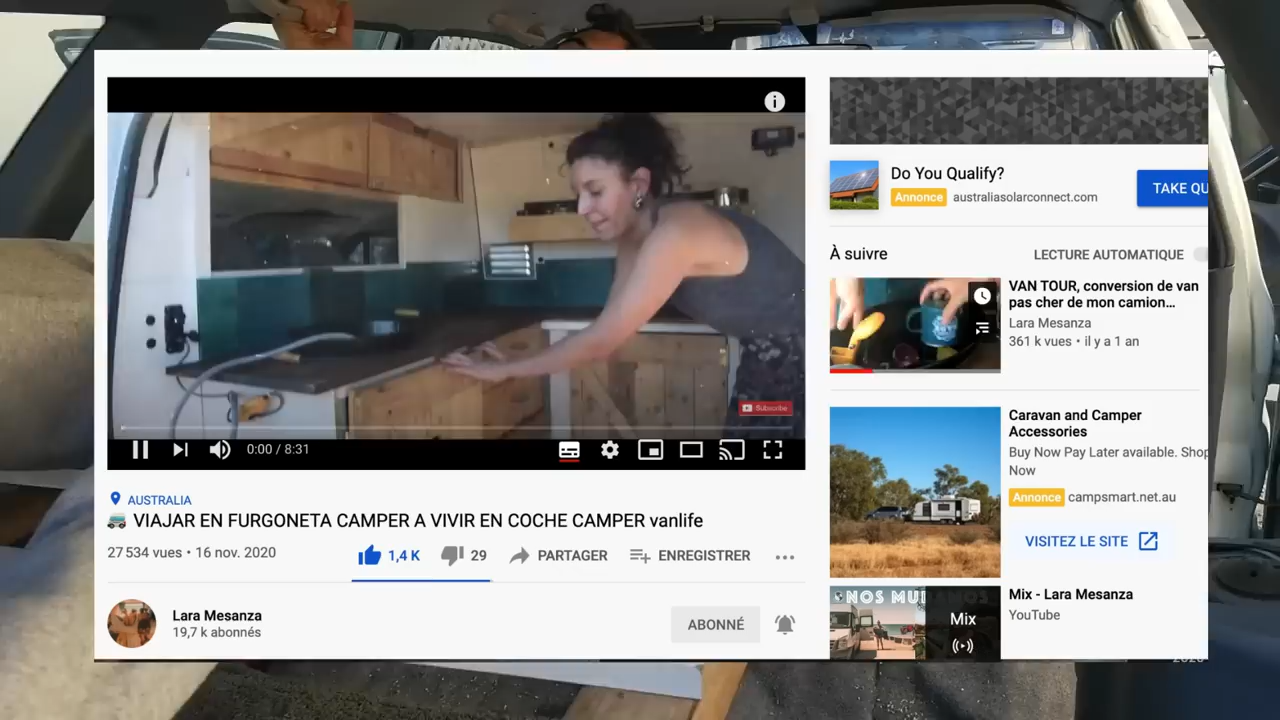 Subscribe
0:00 / 8:31
AUSTRALIA
VIAJAR EN FURGONETA CAMPER A VIVIR EN COCHE CAMPER vanlife
27 534 vues • 16 nov. 2020
1,4 K
29
PARTAGER
ENREGISTRER
Lara Mesanza
19,7 k abonnés
ABONNÉ
Do You Qualify?
Annonce australiasolarconnect.com
TAKE QU
À suivre
LECTURE AUTOMATIQUE
VAN TOUR, conversion de van
pas cher de mon camion...
Lara Mesanza
361 k vues • il y a 1 an
Caravan and Camper
Accessories
Buy Now Pay Later available. Shop
Now
Annonce campsmart.net.au
VISITEZ LE SITE
NOS MU
Mix
Mix - Lara Mesanza
YouTube